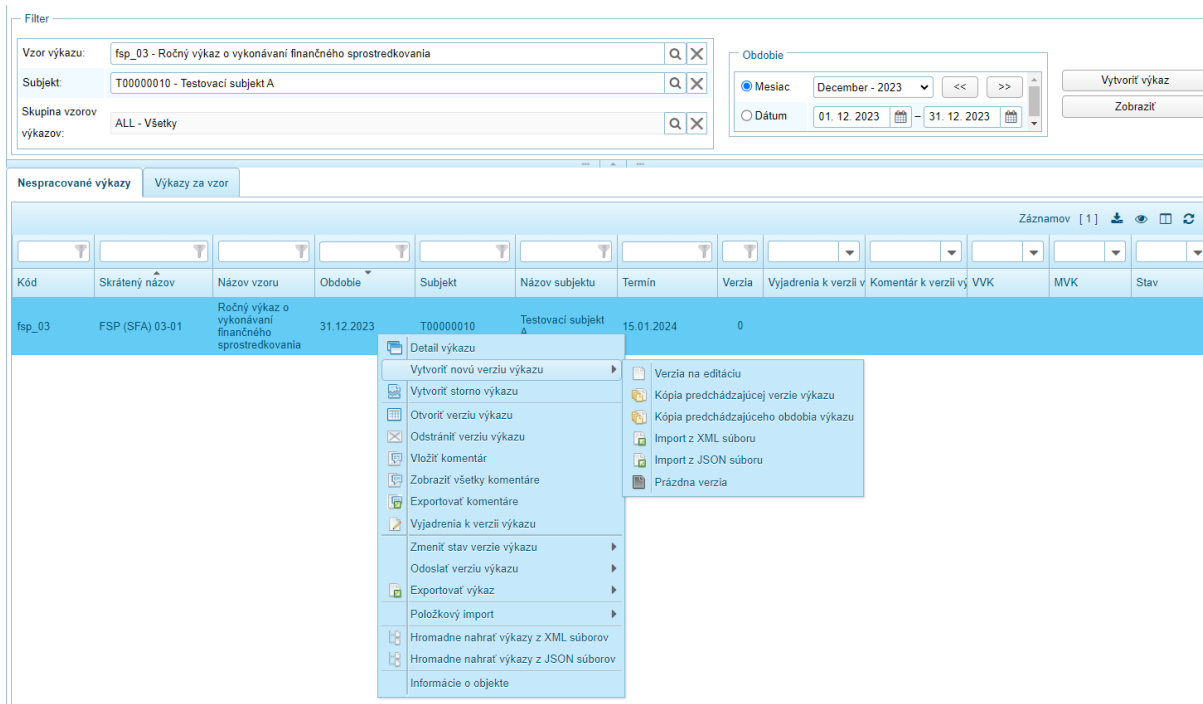 Filter
Vzor výkazu:
fsp_03 - Ročný výkaz o vykonávaní finančného sprostredkovania
Subjekt:
T00000010 - Testovací subjekt A
Skupina vzorov
výkazov:
ALL - Všetky
Obdobie
Mesiac
December - 2023
<<
>>
Dátum
01. 12. 2023
–
31. 12. 2023
Vytvoriť výkaz
Zobraziť
Nespracované výkazy
Výkazy za vzor
Záznamov [ 1 ]
Kód
Skrátený názov
Názov vzoru
Obdobie
Subjekt
Názov subjektu
Termín
Verzia
Vyjadrenia k verzii v
Komentár k verzii vý
VVK
MVK
Stav
fsp_03
FSP (SFA) 03-01
Ročný výkaz o
vykonávaní
finančného
sprostredkovania
31.12.2023
T00000010
Testovací subjekt
A
15.01.2024
0
Detail výkazu
Vytvoriť novú verziu výkazu
Vytvoriť storno výkazu
Otvoriť verziu výkazu
Odstrániť verziu výkazu
Vložiť komentár
Zobraziť všetky komentáre
Exportovať komentáre
Vyjadrenia k verzii výkazu
Zmeniť stav verzie výkazu
Odoslať verziu výkazu
Exportovať výkaz
Položkový import
Hromadne nahrať výkazy z XML súborov
Hromadne nahrať výkazy z JSON súborov
Informácie o objekte
Verzia na editáciu
Kópia predchádzajúcej verzie výkazu
Kópia predchádzajúceho obdobia výkazu
Import z XML súboru
Import z JSON súboru
Prázdna verzia